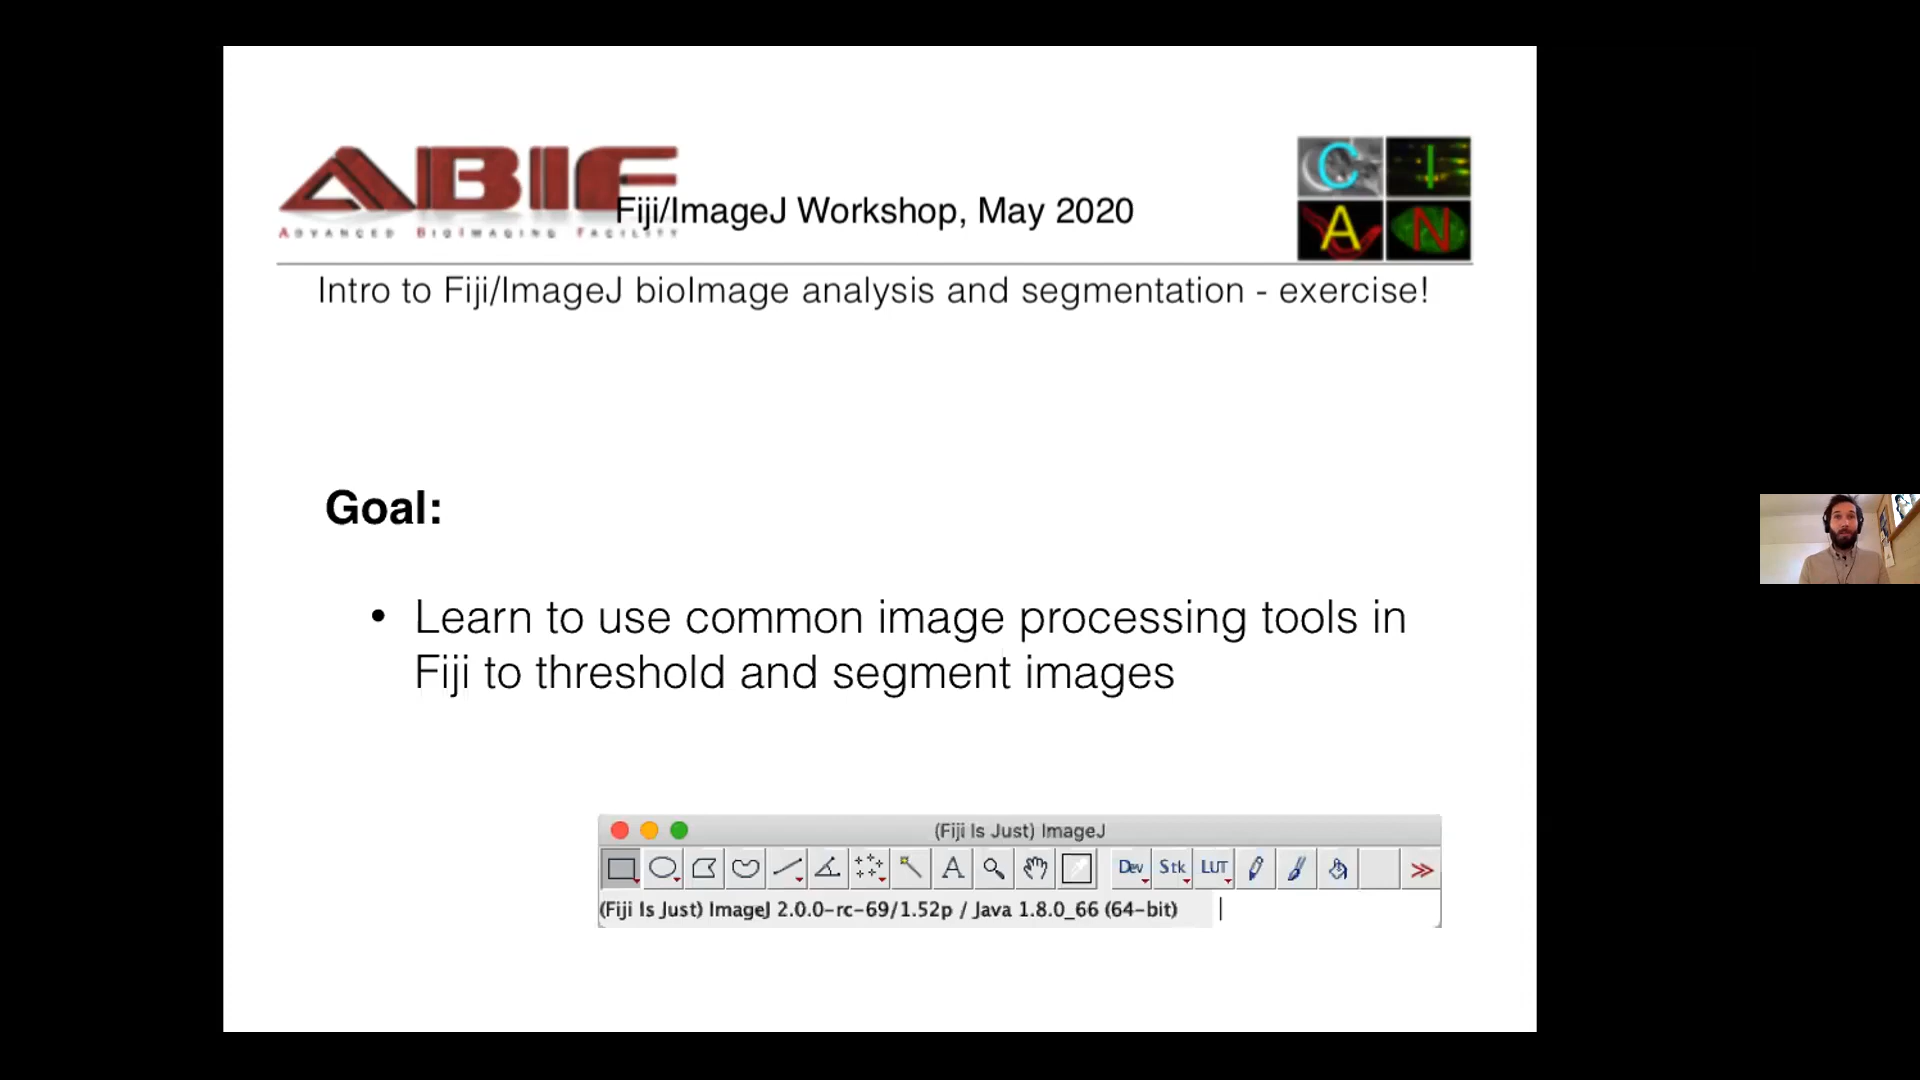 ABIF
ADVANCED BIOIMAGING FACILITY
Fiji/ImageJ Workshop, May 2020
C I
A N
Intro to Fiji/ImageJ bioImage analysis and segmentation - exercise!
Goal:
• Learn to use common image processing tools in
Fiji to threshold and segment images
(Fiji Is Just) ImageJ
A Dev Stk LUT >>
(Fiji Is Just) ImageJ 2.0.0-rc-69/1.52p / Java 1.8.0_66 (64-bit)